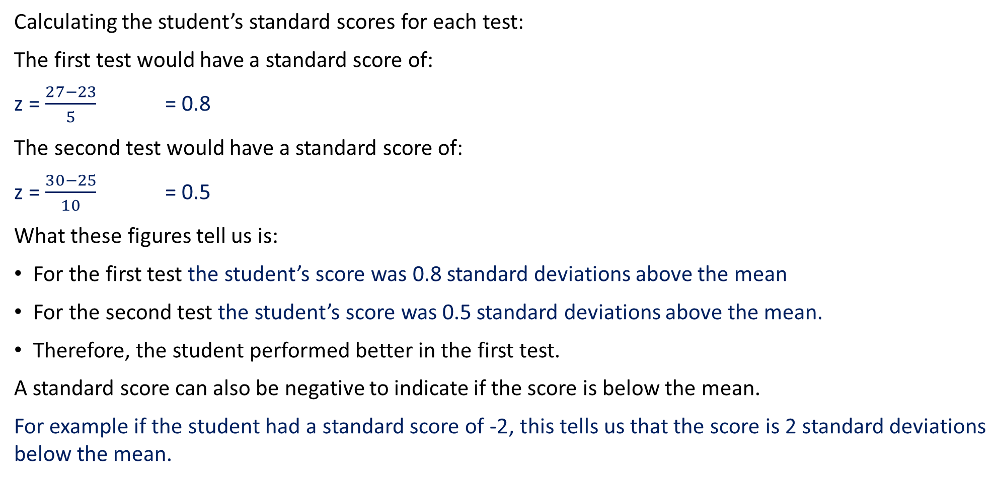 Calculating the student’s standard scores for each test:
The first test would have a standard score of:
z = \frac{27−23}{5} = 0.8
The second test would have a standard score of:
z = \frac{30−25}{10} = 0.5
What these figures tell us is:
• For the first test the student’s score was 0.8 standard deviations above the mean
• For the second test the student’s score was 0.5 standard deviations above the mean.
• Therefore, the student performed better in the first test.
A standard score can also be negative to indicate if the score is below the mean.
For example if the student had a standard score of -2, this tells us that the score is 2 standard deviations
below the mean.